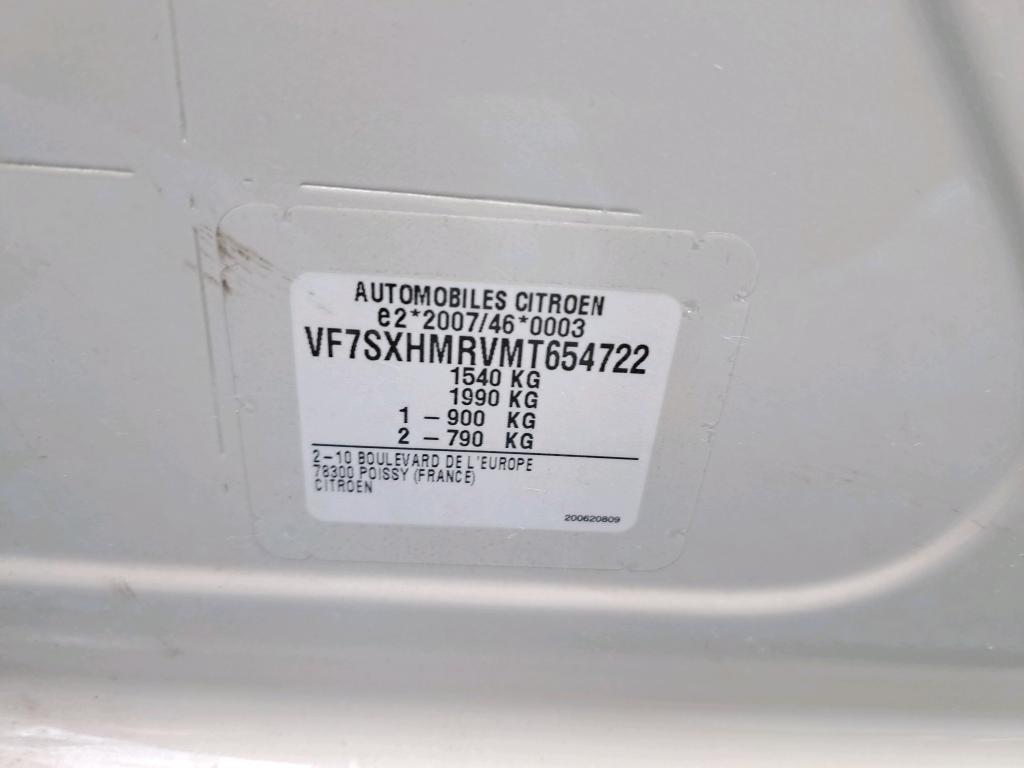 AUTOMOBILES CITROEN
e2*2007/46*0003
VF7SXHMRVMT654722
1540 KG
1990 KG
1 - 900 KG
2 - 790 KG
2-10 BOULEVARD DE L'EUROPE
78300 POISSY (FRANCE)
CITROEN
200620809